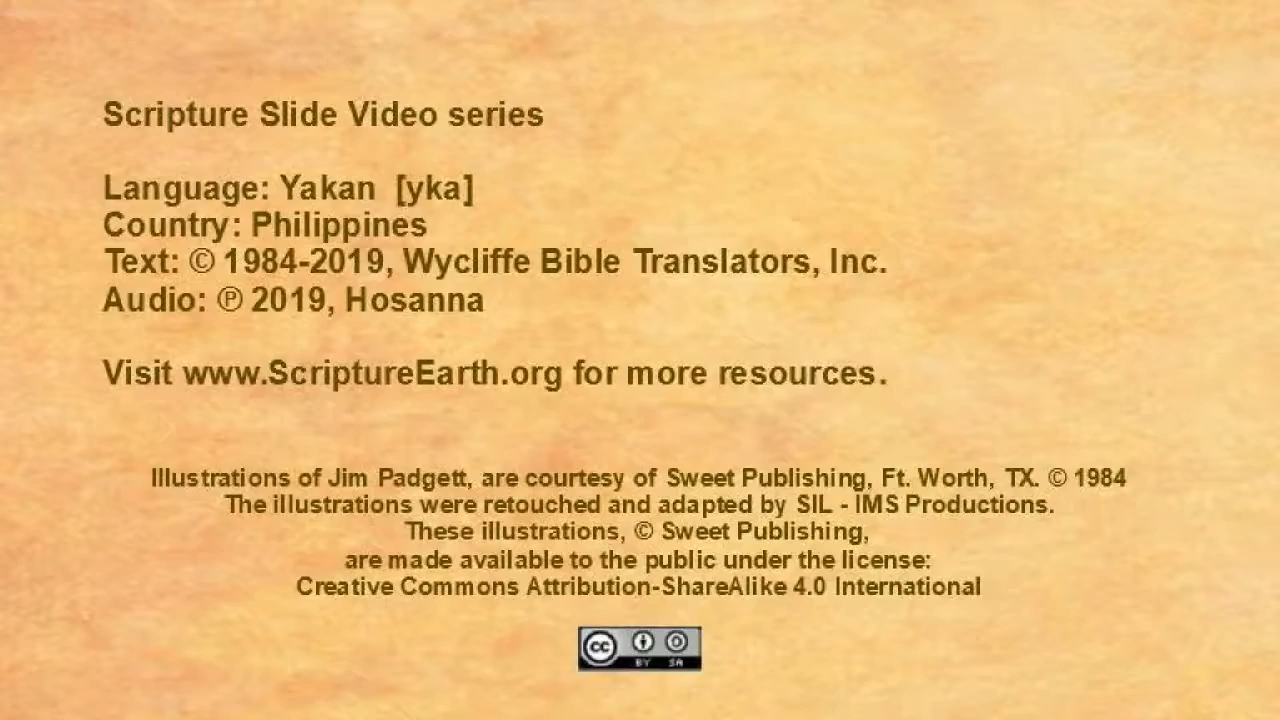 Scripture Slide Video series
Language: Yakan [yka]
Country: Philippines
Text: © 1984-2019, Wycliffe Bible Translators, Inc.
Audio: ℗ 2019, Hosanna
Visit www.ScriptureEarth.org for more resources.
Illustrations of Jim Padgett, are courtesy of Sweet Publishing, Ft. Worth, TX. © 1984
The illustrations were retouched and adapted by SIL - IMS Productions.
These illustrations, © Sweet Publishing,
are made available to the public under the license:
Creative Commons Attribution-ShareAlike 4.0 International
cc BY SA